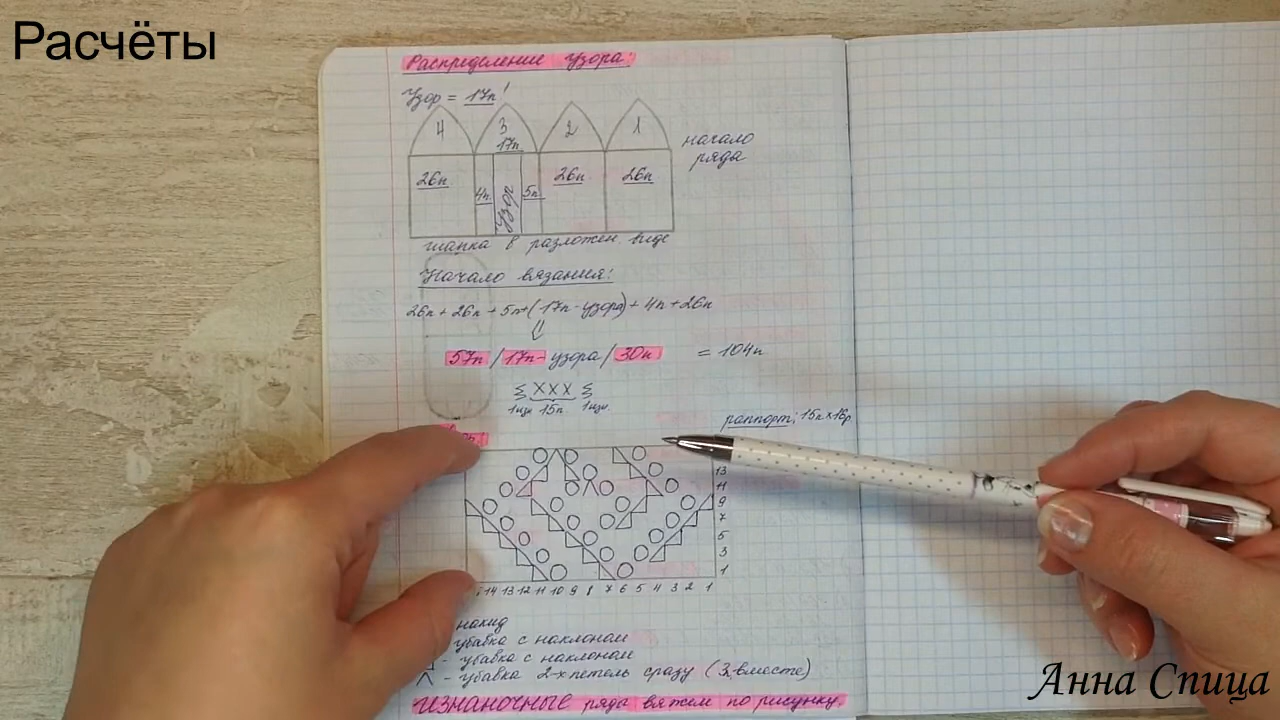 Расчёты
Распределение узора:
Узор = 17п!
4 3 2 1
17п.
начало
ряда
26п. 4п. Узор 5п. 26п. 26п.
шапка в разложен. виде
Начало вязания:
26п + 26п + 5п + (17п - узора) + 4п + 26п
57п / 17п - узора / 30п = 104п
ХХХ
1изн 15п 1изн.
раппорт: 15п х 18р
13
11
9
7
5
3
1
14 13 12 11 10 9 8 7 6 5 4 3 2 1
накид
убавка с наклоном
- убавка с наклоном
- убавка 2-х петель сразу (3 вместе)
Изнаночные ряды вяжем по рисунку.
Анна Спица